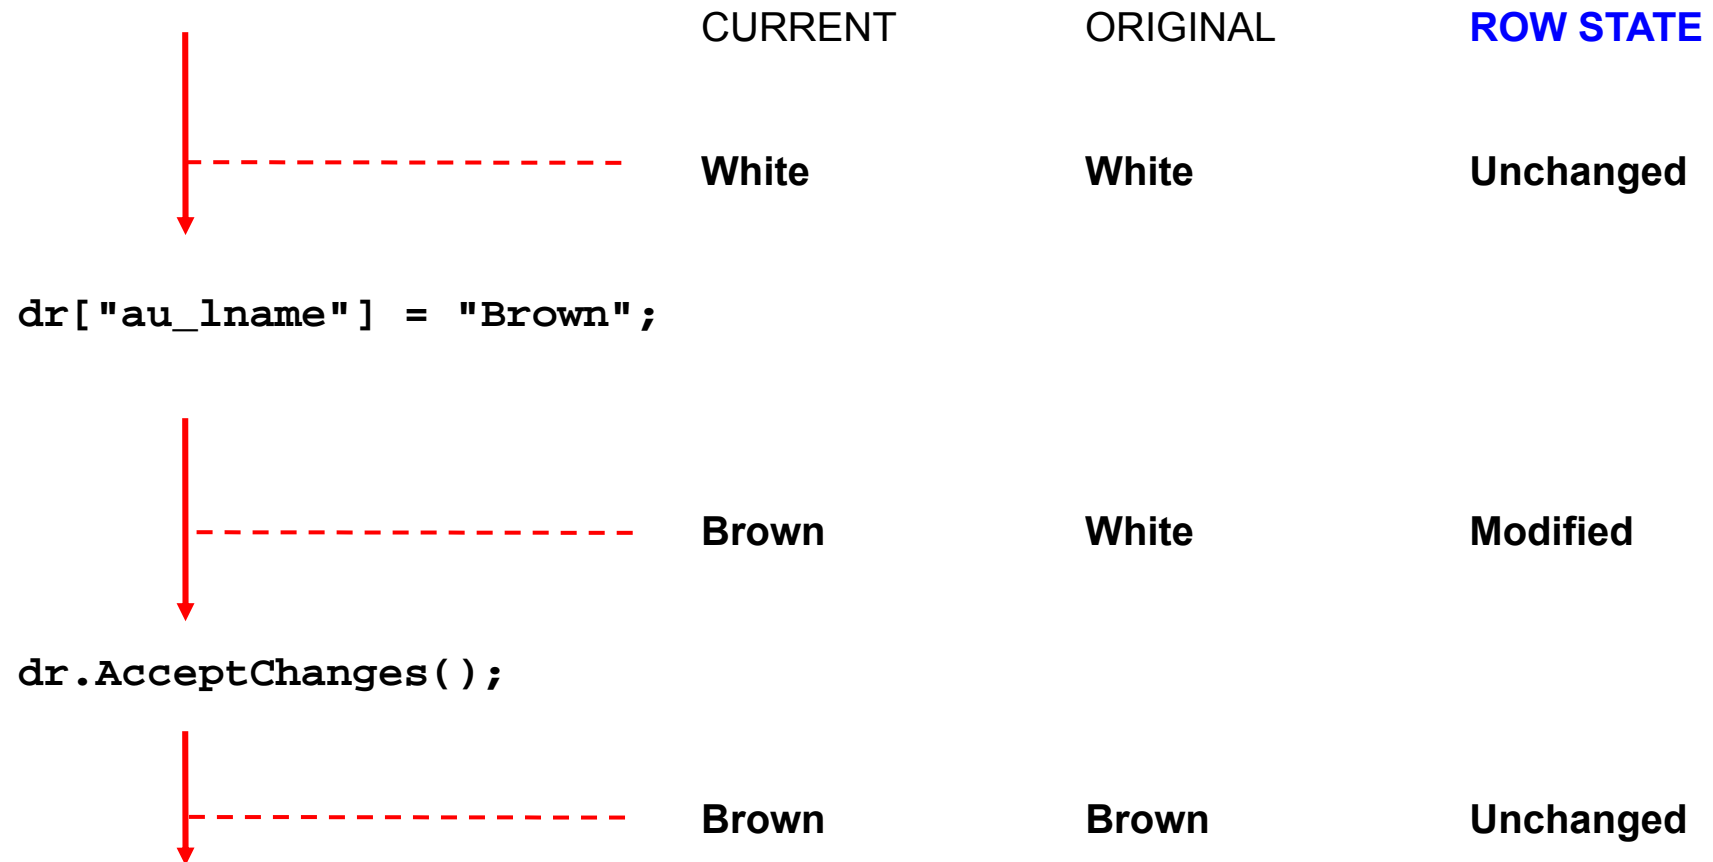 CURRENT ORIGINAL ROW STATE
White White Unchanged
dr["au_lname"] = "Brown";
Brown White Modified
dr.AcceptChanges();
Brown Brown Unchanged